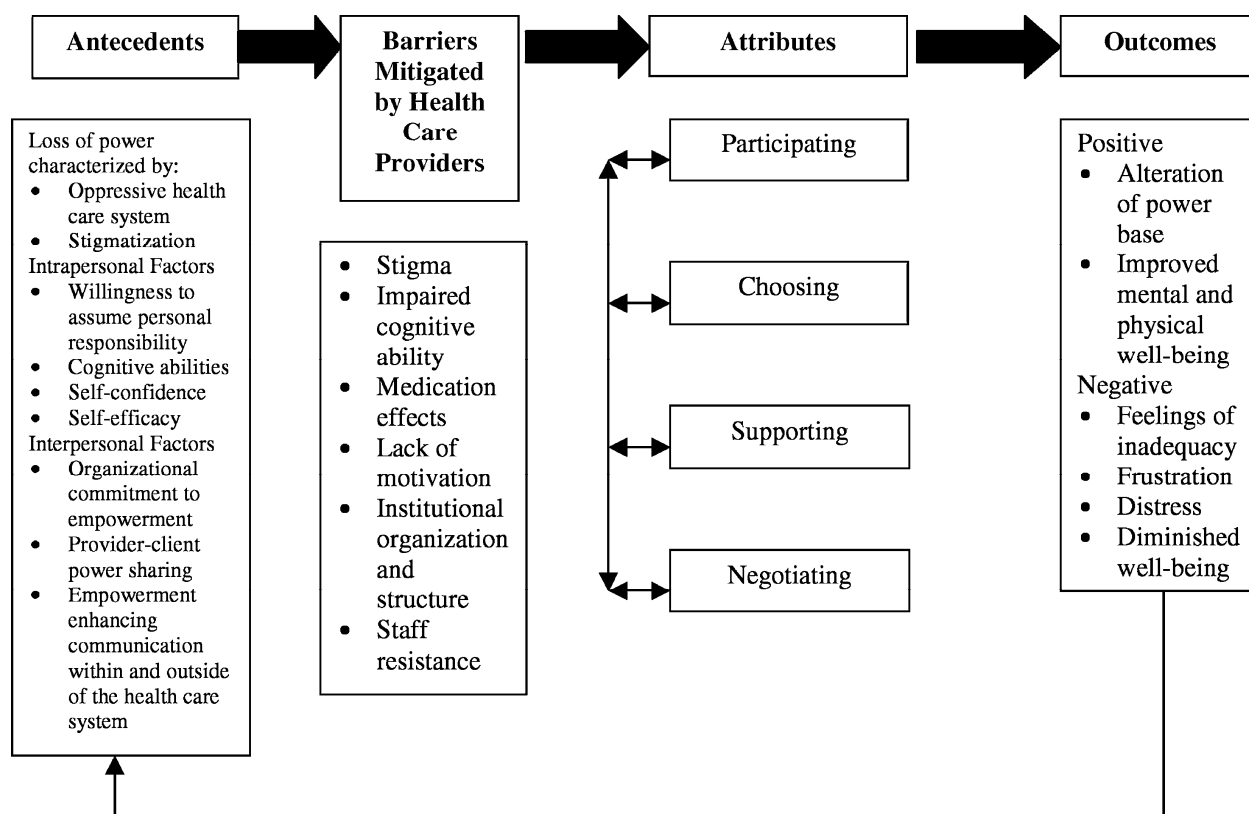 Antecedents
Barriers
Mitigated
by Health
Care
Providers
Attributes
Outcomes
Loss of power
characterized by:
• Oppressive health
care system
• Stigmatization
Intrapersonal Factors
• Willingness to
assume personal
responsibility
• Cognitive abilities
• Self-confidence
• Self-efficacy
Interpersonal Factors
• Organizational
commitment to
empowerment
• Provider-client
power sharing
• Empowerment
enhancing
communication
within and outside
of the health care
system
• Stigma
• Impaired
cognitive
ability
• Medication
effects
• Lack of
motivation
• Institutional
organization
and
structure
• Staff
resistance
Participating
Choosing
Supporting
Negotiating
Positive
• Alteration
of power
base
• Improved
mental and
physical
well-being
Negative
• Feelings of
inadequacy
• Frustration
• Distress
• Diminished
well-being